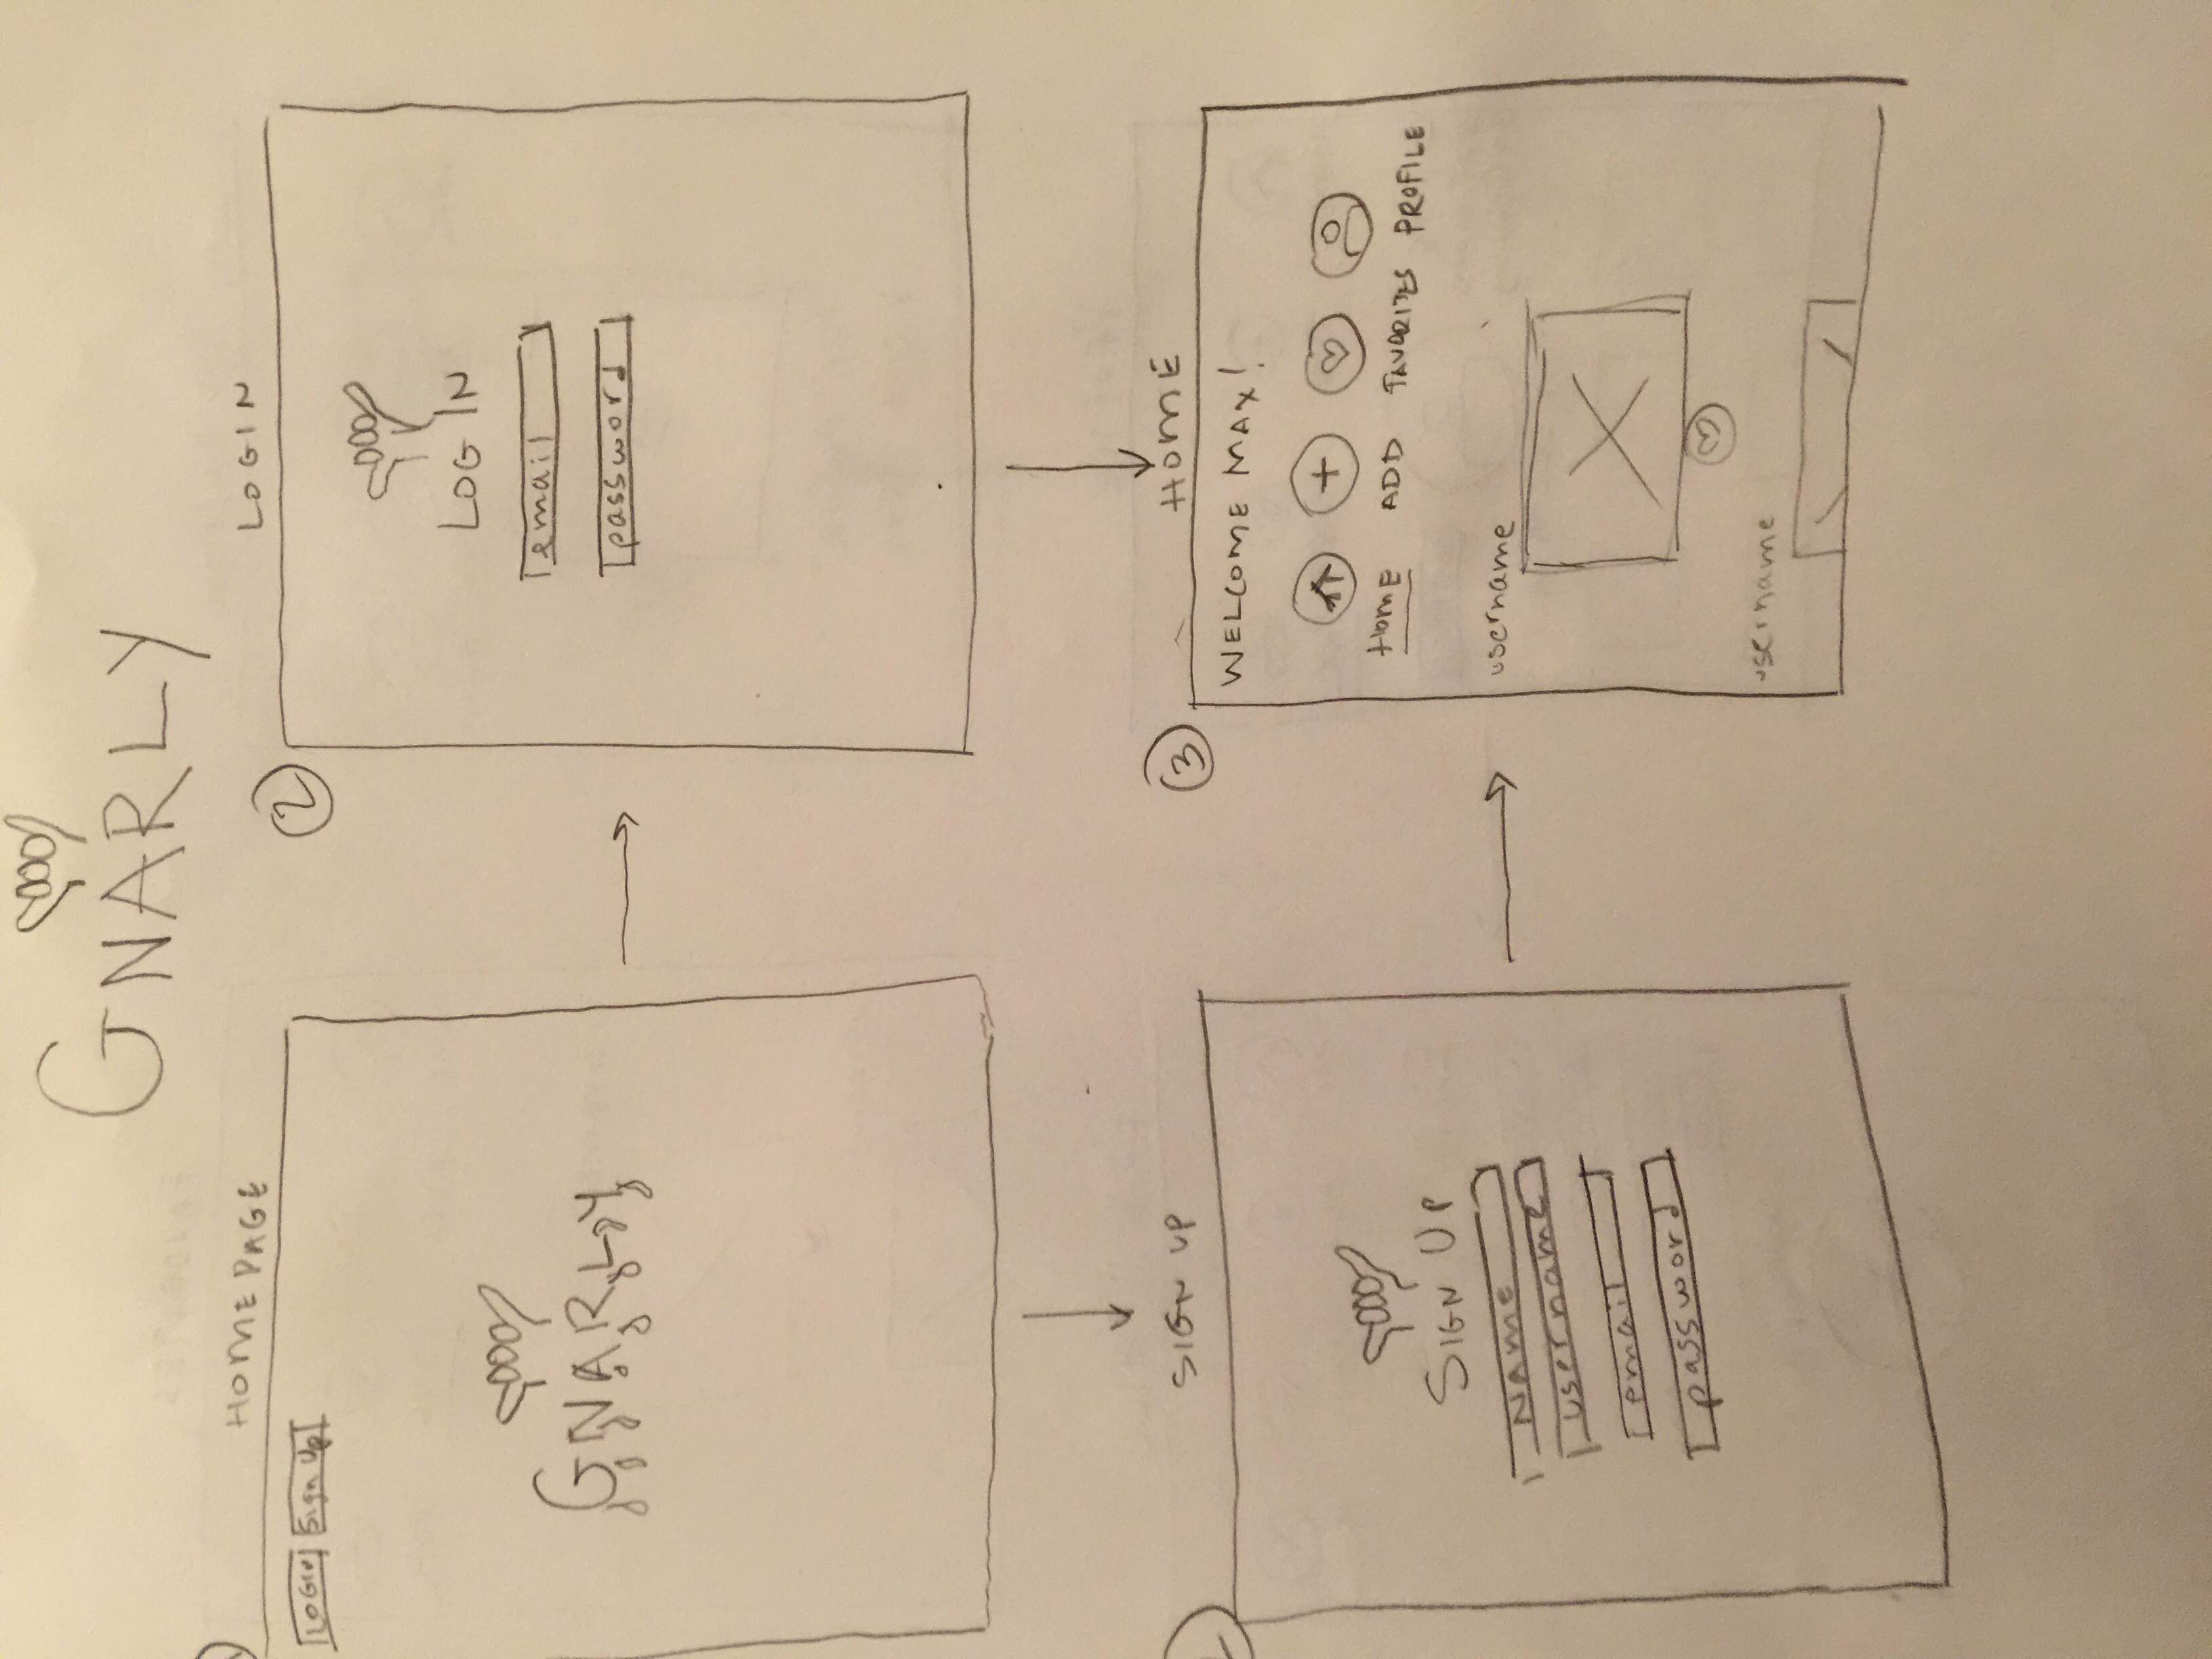 GNARLY
HOMEPAGE
LOGIN Sign Up
GNARLY
LOGIN
2
LOG IN
email
password
SIGN UP
SIGN UP
NAME
username
email
password
HOME
3
WELCOME MAX!
HOME ADD FAVORITES PROFILE
username
username